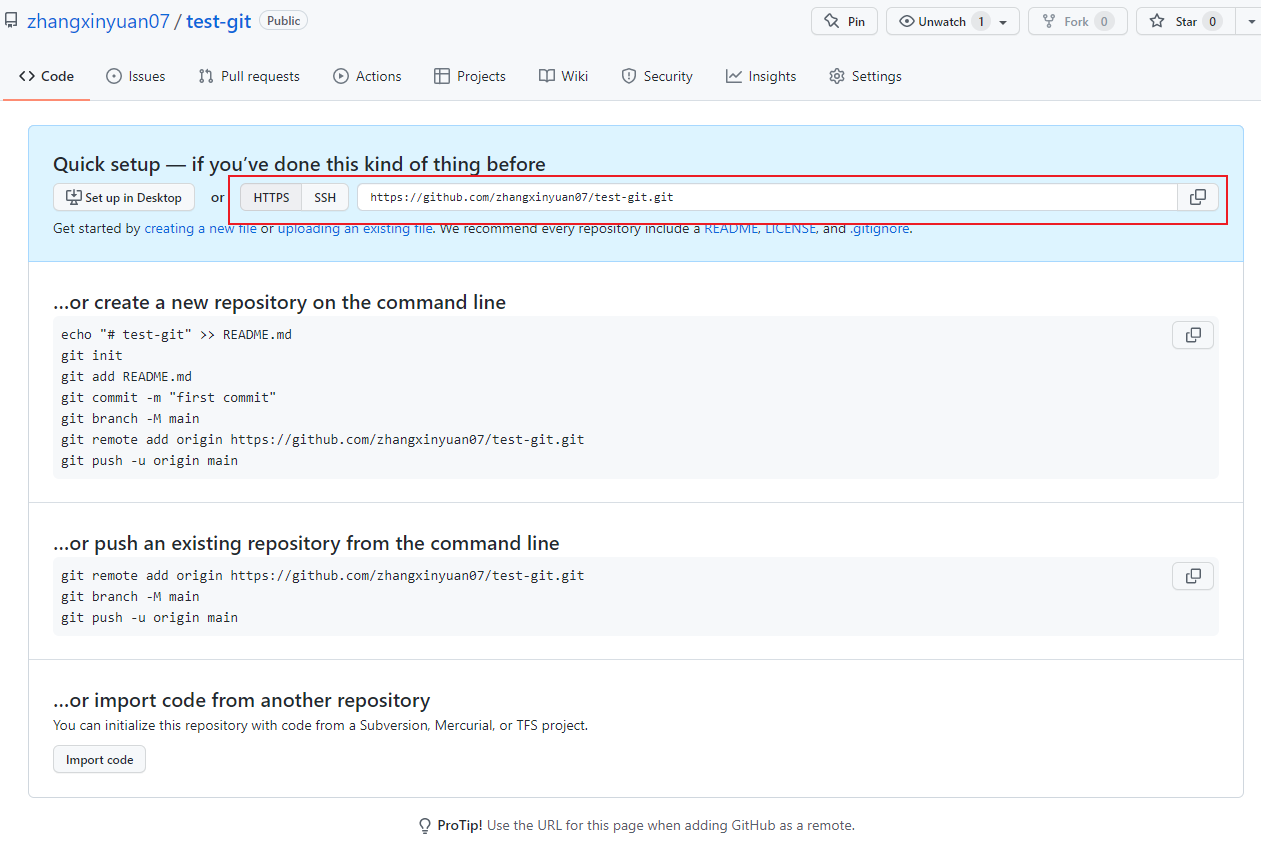 zhangxinyuan07 / test-git Public Pin Unwatch 1 Fork 0 Star 0
Code Issues Pull requests Actions Projects Wiki Security Insights Settings
Quick setup — if you’ve done this kind of thing before
Set up in Desktop or HTTPS SSH https://github.com/zhangxinyuan07/test-git.git
Get started by creating a new file or uploading an existing file. We recommend every repository include a README, LICENSE, and .gitignore.
…or create a new repository on the command line
echo "# test-git" >> README.md
git init
git add README.md
git commit -m "first commit"
git branch -M main
git remote add origin https://github.com/zhangxinyuan07/test-git.git
git push -u origin main
…or push an existing repository from the command line
git remote add origin https://github.com/zhangxinyuan07/test-git.git
git branch -M main
git push -u origin main
…or import code from another repository
You can initialize this repository with code from a Subversion, Mercurial, or TFS project.
Import code
ProTip! Use the URL for this page when adding GitHub as a remote.